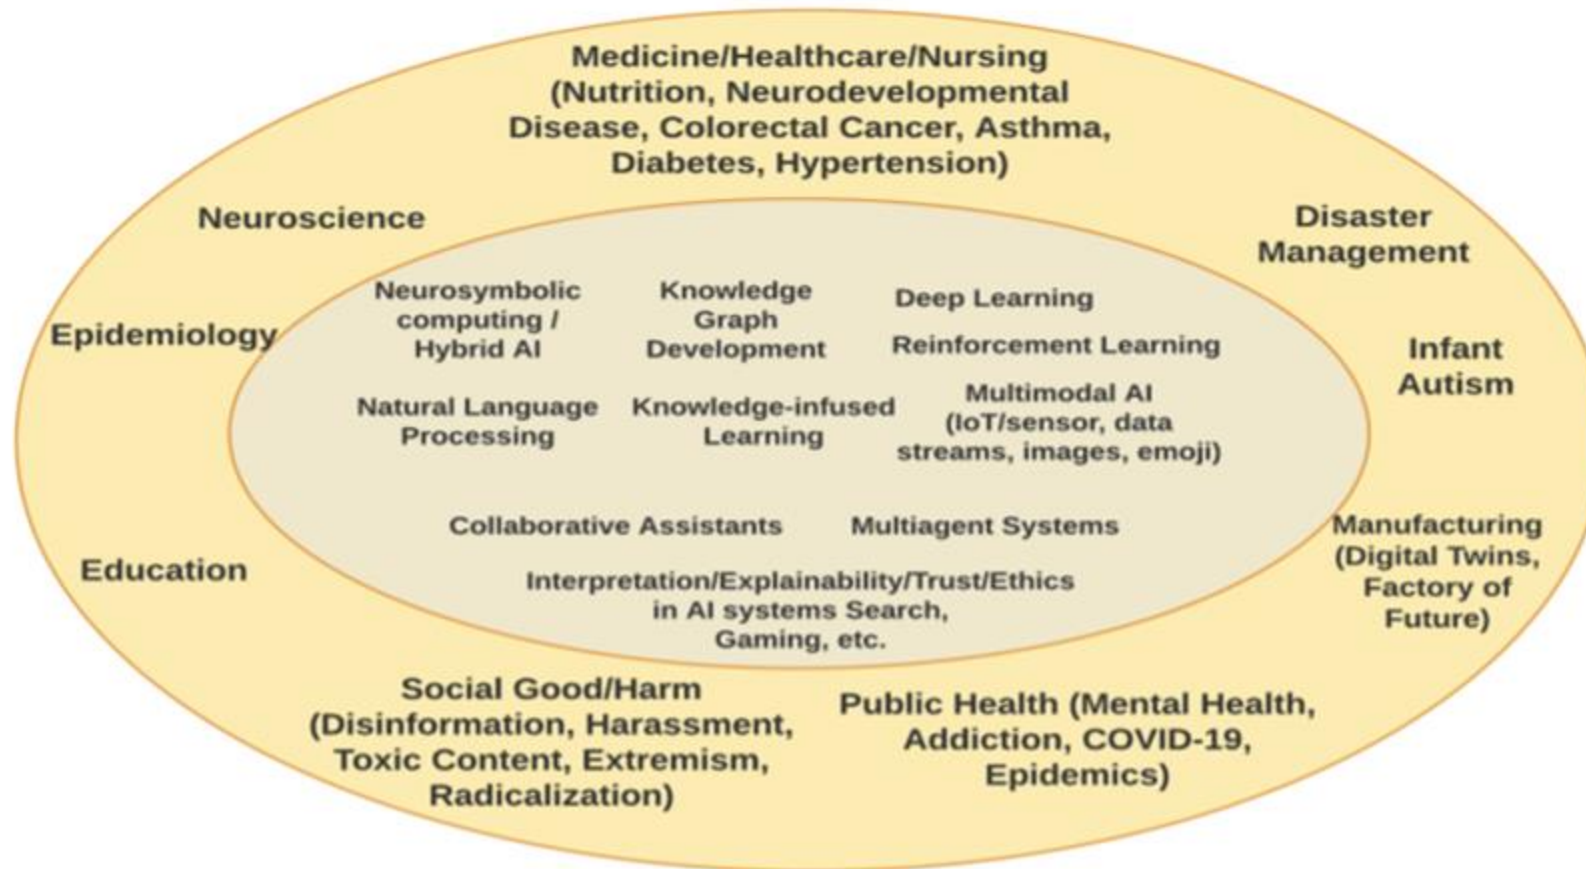 Medicine/Healthcare/Nursing
(Nutrition, Neurodevelopmental
Disease, Colorectal Cancer, Asthma,
Diabetes, Hypertension)
Neuroscience
Disaster
Management
Epidemiology
Infant
Autism
Neurosymbolic
computing /
Hybrid AI
Knowledge
Graph
Development
Deep Learning
Reinforcement Learning
Natural Language
Processing
Knowledge-infused
Learning
Multimodal AI
(IoT/sensor, data
streams, images, emoji)
Collaborative Assistants
Multiagent Systems
Interpretation/Explainability/Trust/Ethics
in AI systems Search,
Gaming, etc.
Education
Manufacturing
(Digital Twins,
Factory of
Future)
Social Good/Harm
(Disinformation, Harassment,
Toxic Content, Extremism,
Radicalization)
Public Health (Mental Health,
Addiction, COVID-19,
Epidemics)